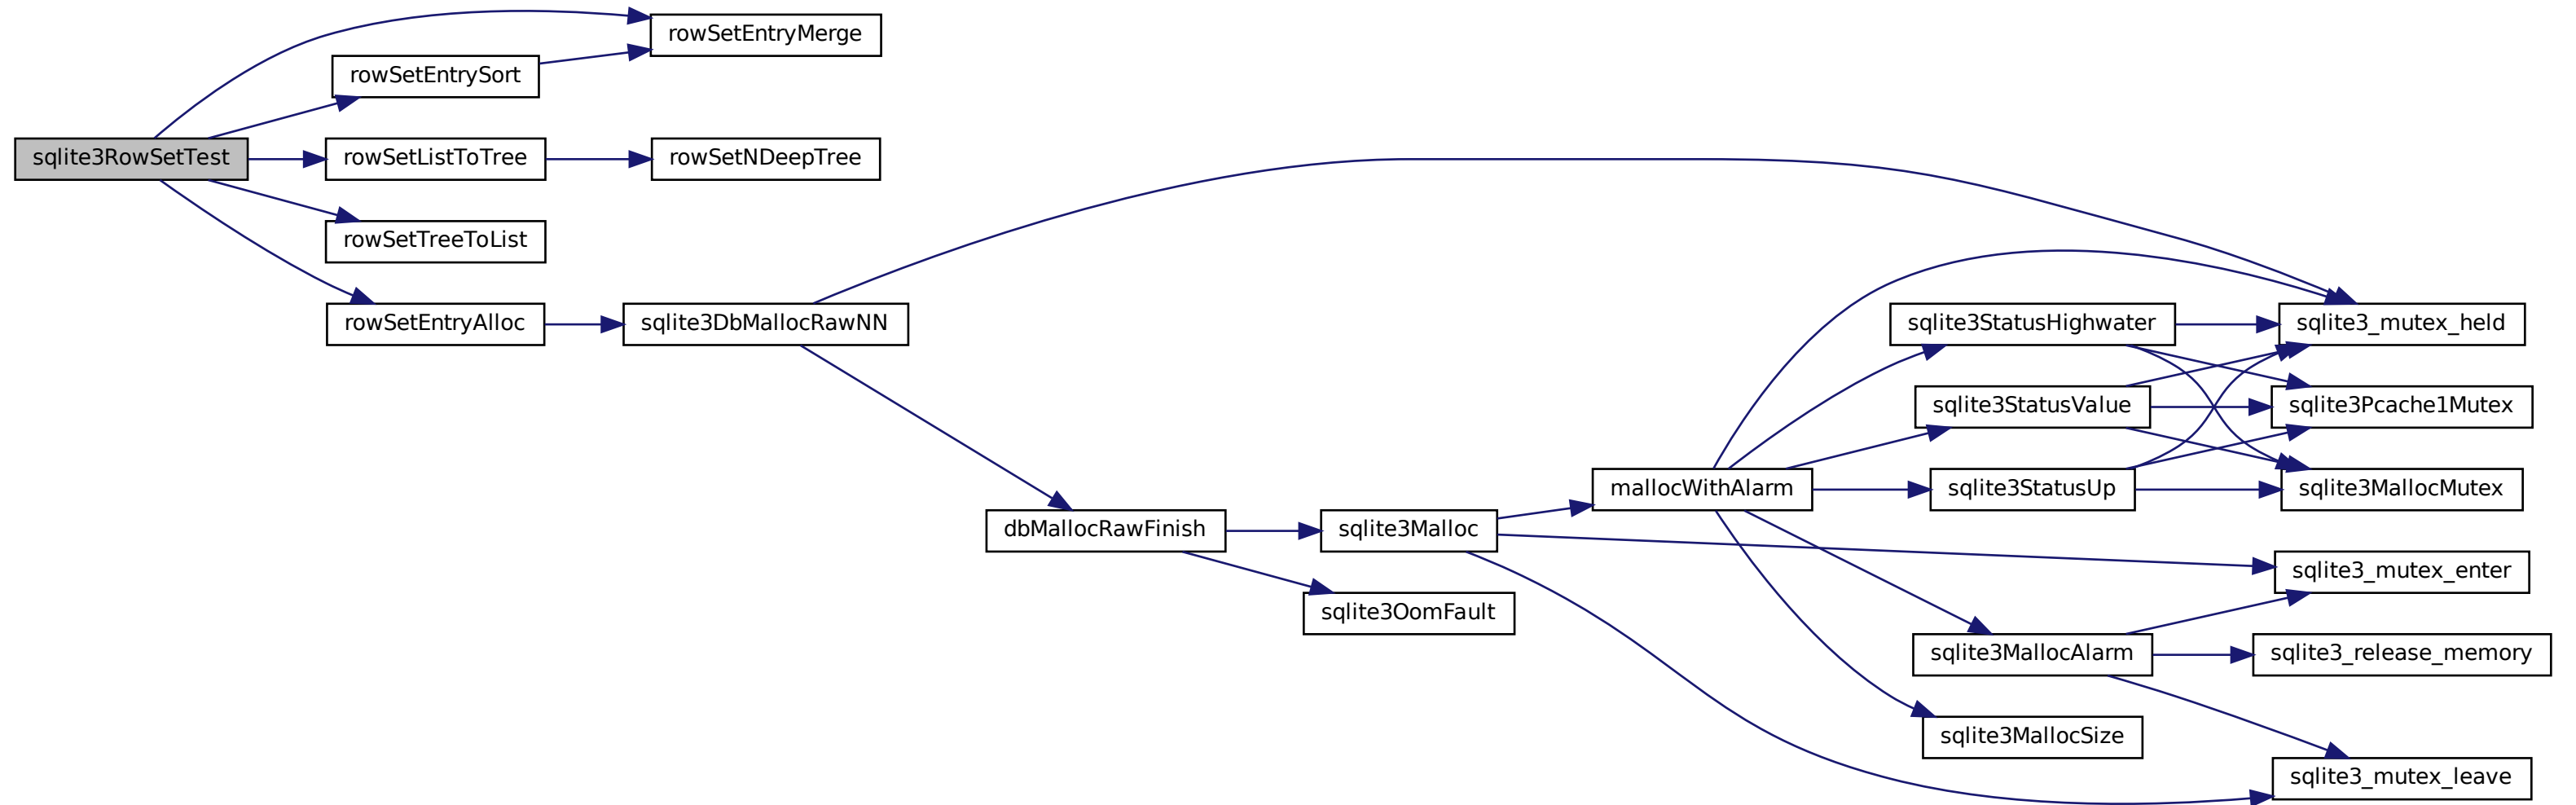 rowSetEntryMerge
rowSetEntrySort
sqlite3RowSetTest
rowSetListToTree
rowSetNDeepTree
rowSetTreeToList
rowSetEntryAlloc
sqlite3DbMallocRawNN
sqlite3StatusHighwater
sqlite3_mutex_held
sqlite3StatusValue
sqlite3Pcache1Mutex
mallocWithAlarm
sqlite3StatusUp
sqlite3MallocMutex
dbMallocRawFinish
sqlite3Malloc
sqlite3_mutex_enter
sqlite3OomFault
sqlite3MallocAlarm
sqlite3_release_memory
sqlite3MallocSize
sqlite3_mutex_leave